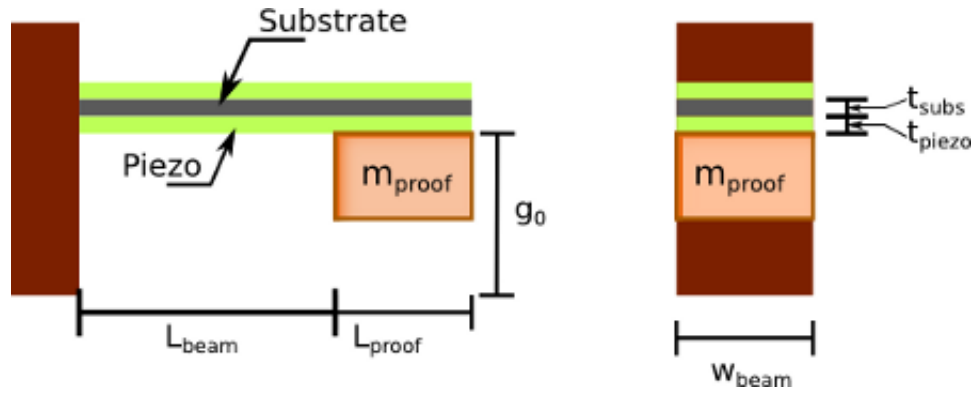 Substrate
Piezo
m_proof
g_0
L_beam
L_proof
t_subs
t_piezo
m_proof
w_beam